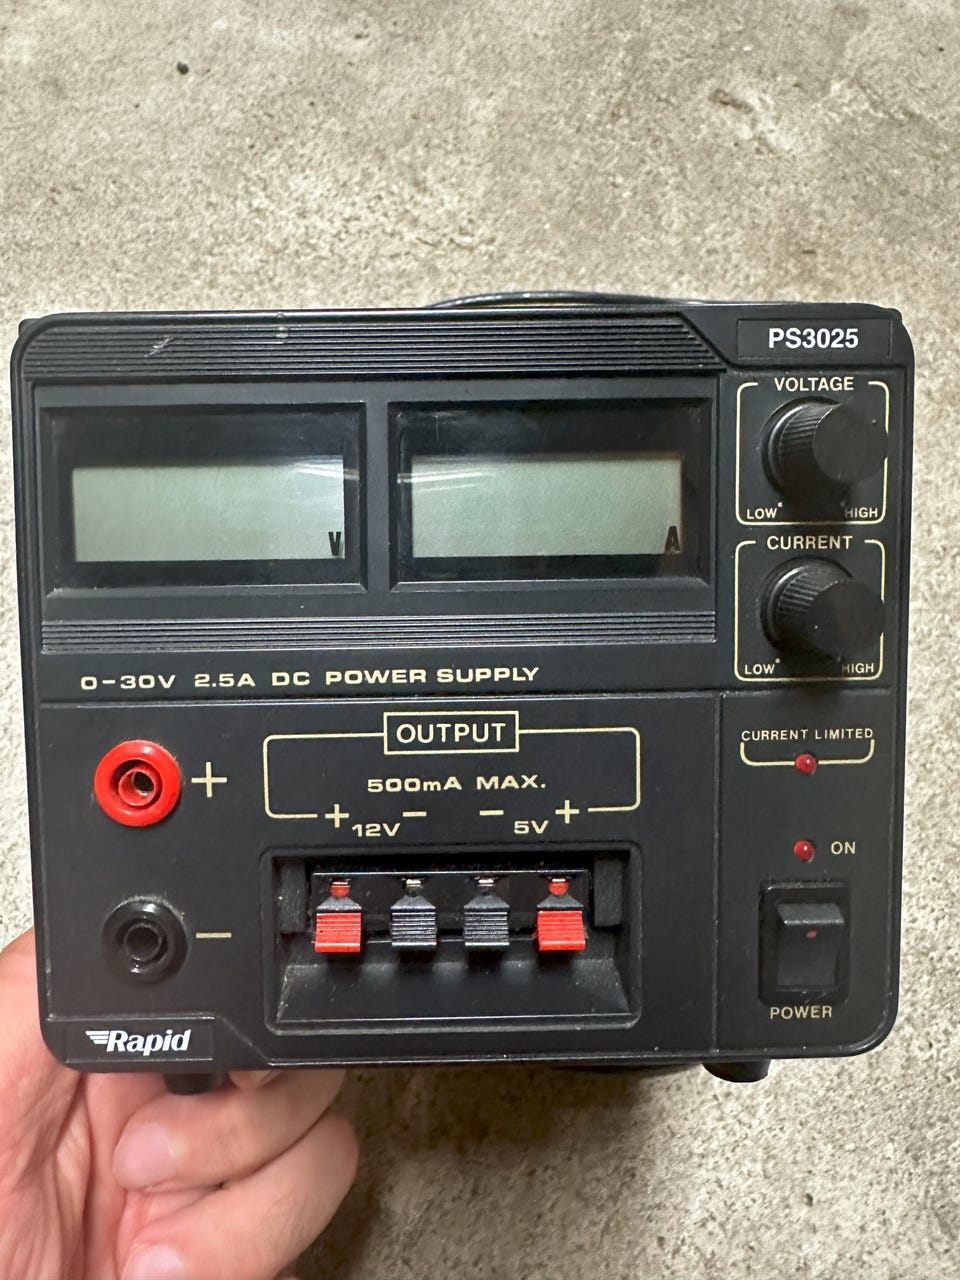 PS3025
VOLTAGE
LOW HIGH
V
A
CURRENT
LOW HIGH
0-30V 2.5A DC POWER SUPPLY
OUTPUT
500mA MAX.
+ 12V − − 5V +
+
−
CURRENT LIMITED
ON
POWER
Rapid